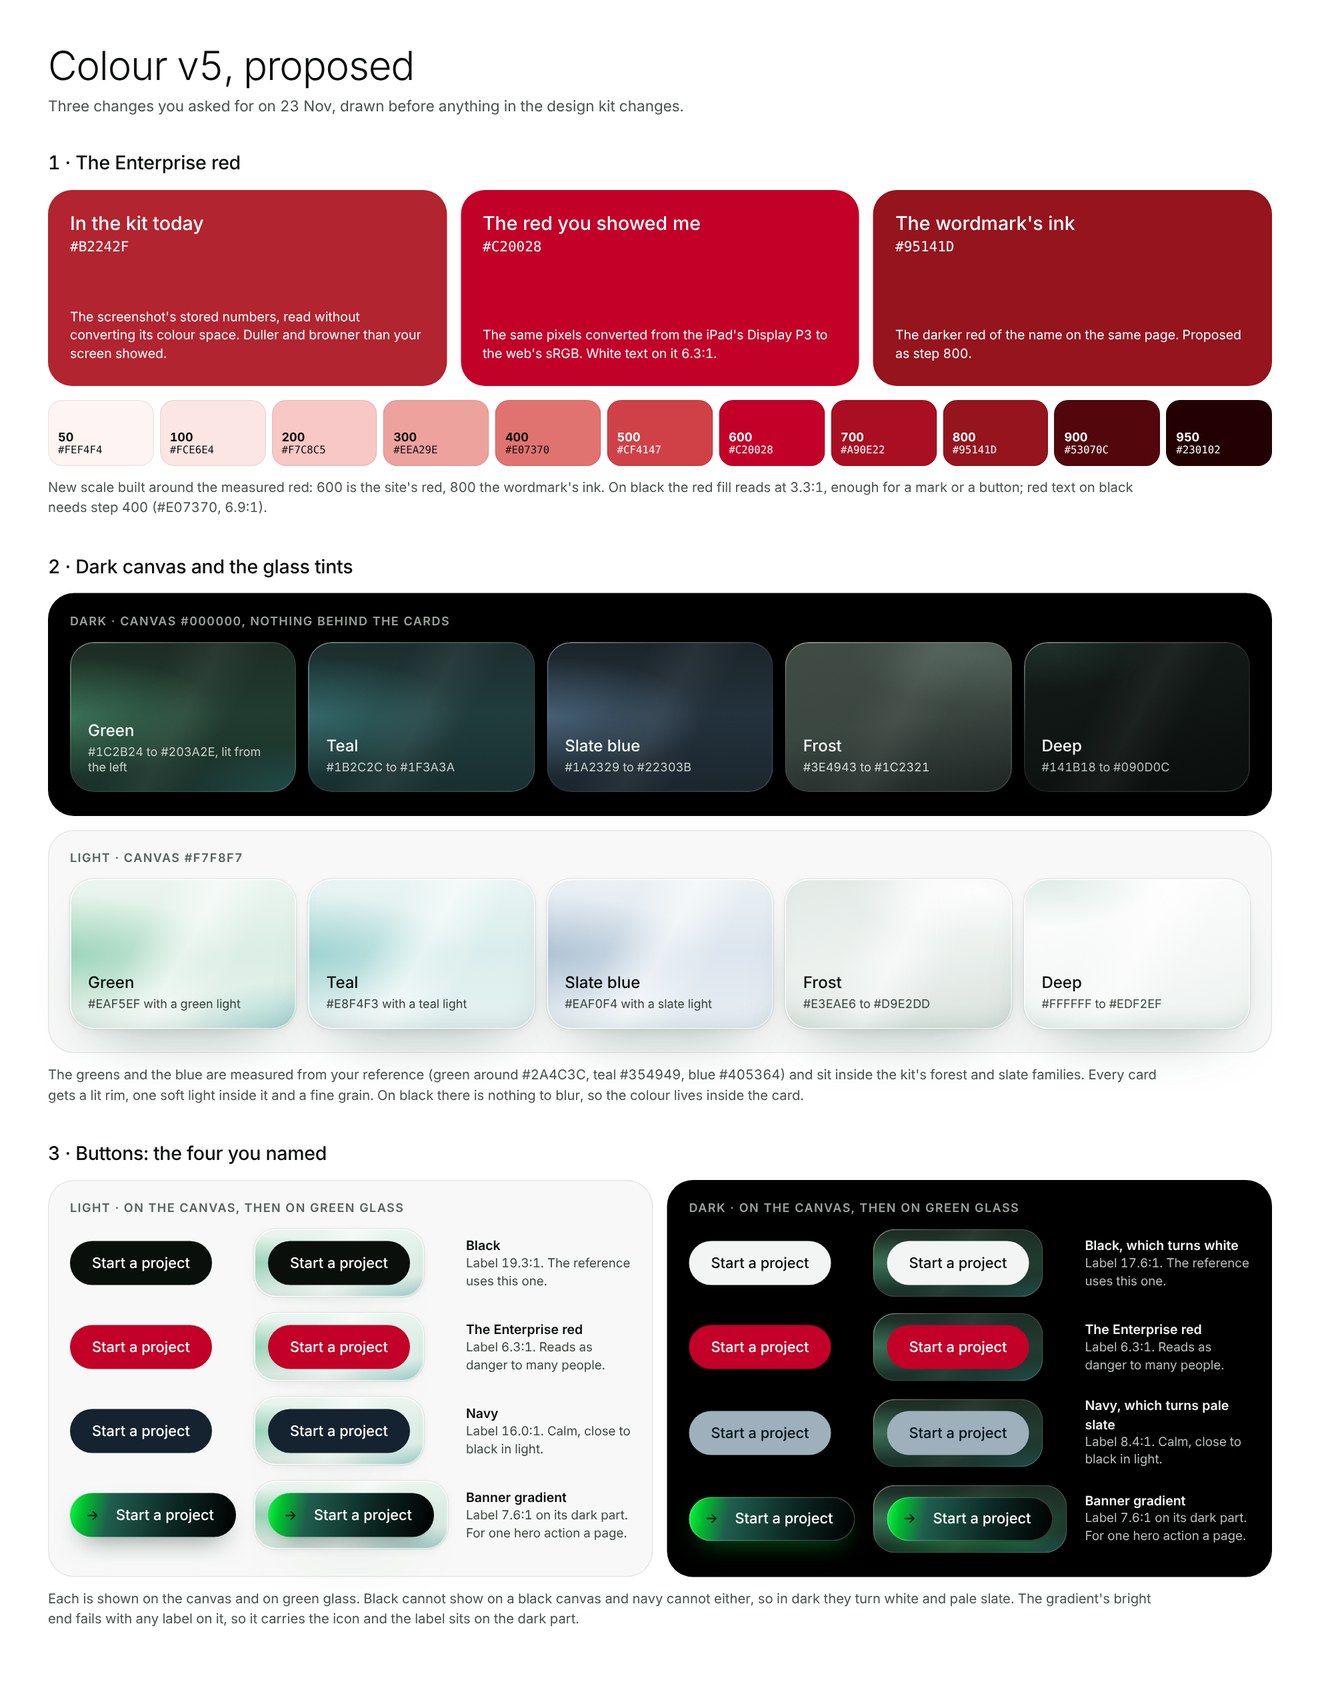 Colour v5, proposed
Three changes you asked for on 23 Nov, drawn before anything in the design kit changes.
1 · The Enterprise red
In the kit today
#B2242F
The screenshot's stored numbers, read without
converting its colour space. Duller and browner than your
screen showed.
The red you showed me
#C20028
The same pixels converted from the iPad's Display P3 to
the web's sRGB. White text on it 6.3:1.
The wordmark's ink
#95141D
The darker red of the name on the same page. Proposed
as step 800.
50
#FEF4F4
100
#FCE6E4
200
#F7C8C5
300
#EEA29E
400
#E07370
500
#CF4147
600
#C20028
700
#A90E22
800
#95141D
900
#53070C
950
#230102
New scale built around the measured red: 600 is the site's red, 800 the wordmark's ink. On black the red fill reads at 3.3:1, enough for a mark or a button; red text on black
needs step 400 (#E07370, 6.9:1).
2 · Dark canvas and the glass tints
DARK · CANVAS #000000, NOTHING BEHIND THE CARDS
Green
#1C2B24 to #203A2E, lit from
the left
Teal
#1B2C2C to #1F3A3A
Slate blue
#1A2329 to #22303B
Frost
#3E4943 to #1C2321
Deep
#141B18 to #090D0C
LIGHT · CANVAS #F7F8F7
Green
#EAF5EF with a green light
Teal
#E8F4F3 with a teal light
Slate blue
#EAF0F4 with a slate light
Frost
#E3EAE6 to #D9E2DD
Deep
#FFFFFF to #EDF2EF
The greens and the blue are measured from your reference (green around #2A4C3C, teal #354949, blue #405364) and sit inside the kit's forest and slate families. Every card
gets a lit rim, one soft light inside it and a fine grain. On black there is nothing to blur, so the colour lives inside the card.
3 · Buttons: the four you named
LIGHT · ON THE CANVAS, THEN ON GREEN GLASS
Start a project
Start a project
Black
Label 19.3:1. The reference
uses this one.
Start a project
Start a project
The Enterprise red
Label 6.3:1. Reads as
danger to many people.
Start a project
Start a project
Navy
Label 16.0:1. Calm, close to
black in light.
→ Start a project
→ Start a project
Banner gradient
Label 7.6:1 on its dark part.
For one hero action a page.
DARK · ON THE CANVAS, THEN ON GREEN GLASS
Start a project
Start a project
Black, which turns white
Label 17.6:1. The reference
uses this one.
Start a project
Start a project
The Enterprise red
Label 6.3:1. Reads as
danger to many people.
Start a project
Start a project
Navy, which turns pale
slate
Label 8.4:1. Calm, close to
black in light.
→ Start a project
→ Start a project
Banner gradient
Label 7.6:1 on its dark part.
For one hero action a page.
Each is shown on the canvas and on green glass. Black cannot show on a black canvas and navy cannot either, so in dark they turn white and pale slate. The gradient's bright
end fails with any label on it, so it carries the icon and the label sits on the dark part.